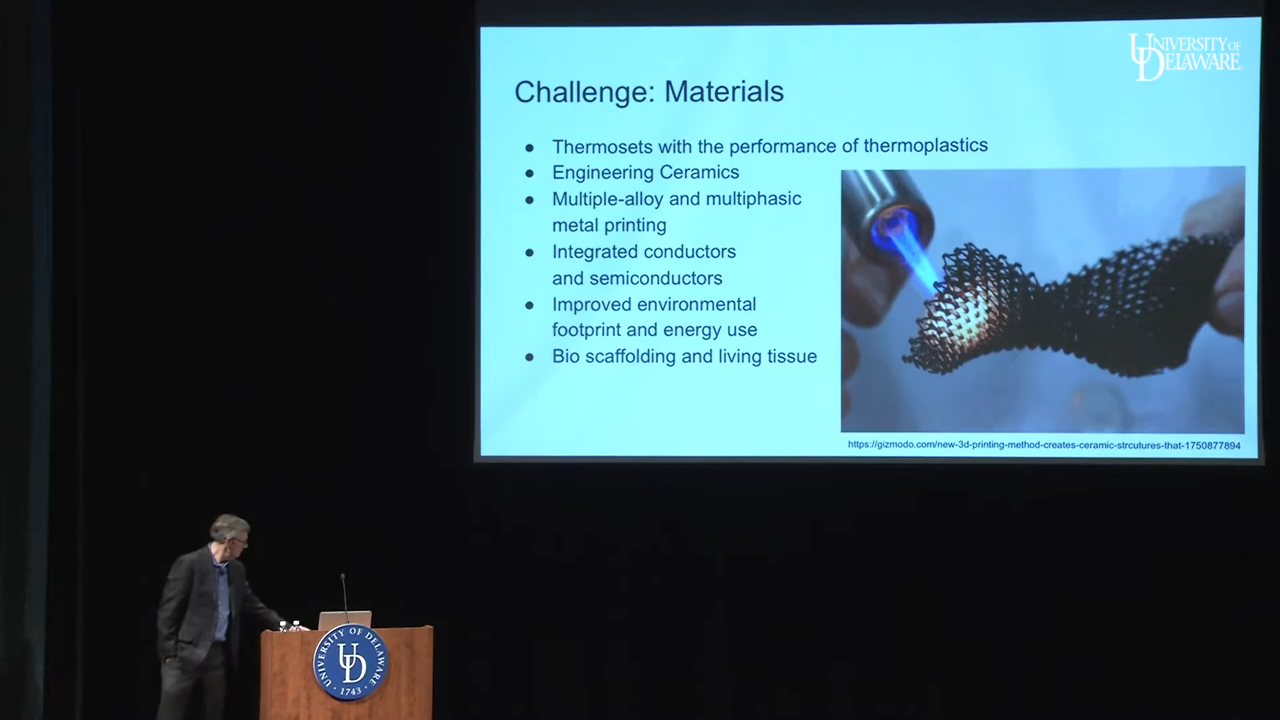 UNIVERSITY OF
DELAWARE
Challenge: Materials
● Thermosets with the performance of thermoplastics
● Engineering Ceramics
● Multiple-alloy and multiphasic
metal printing
● Integrated conductors
and semiconductors
● Improved environmental
footprint and energy use
● Bio scaffolding and living tissue
https://gizmodo.com/new-3d-printing-method-creates-ceramic-strcutures-that-1750877894
UNIVERSITY OF DELAWARE
UD
· 1743 ·